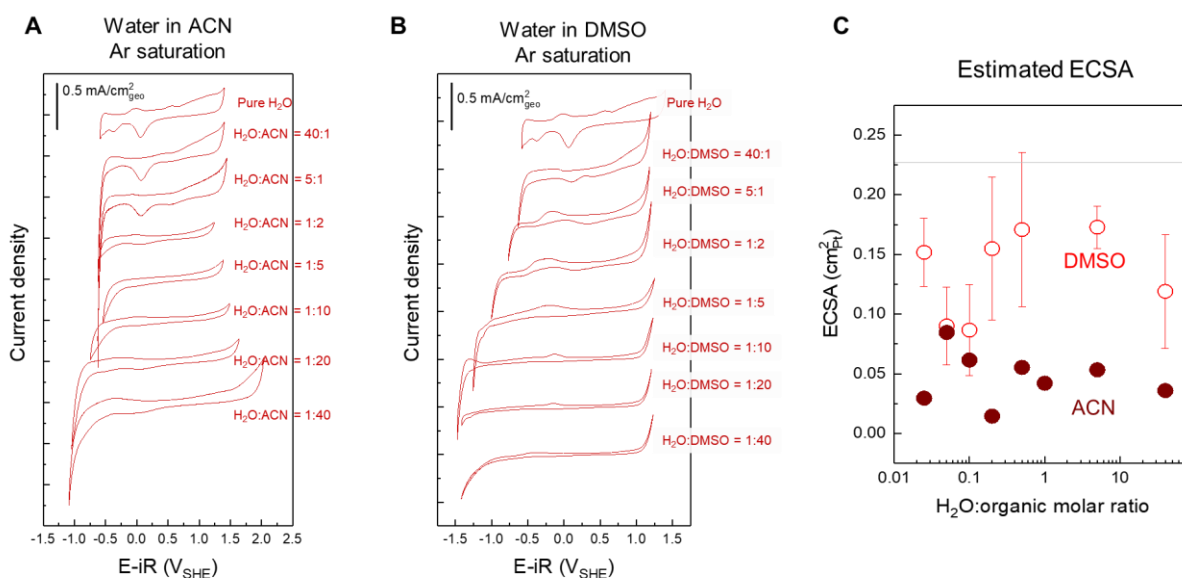 A
Water in ACN
Ar saturation
0.5 mA/cm²geo
Pure H₂O
H₂O:ACN = 40:1
H₂O:ACN = 5:1
H₂O:ACN = 1:2
H₂O:ACN = 1:5
H₂O:ACN = 1:10
H₂O:ACN = 1:20
H₂O:ACN = 1:40
Current density
-1.5 -1.0 -0.5 0.0 0.5 1.0 1.5 2.0 2.5
E-iR (V_SHE)
B
Water in DMSO
Ar saturation
0.5 mA/cm²geo
Pure H₂O
H₂O:DMSO = 40:1
H₂O:DMSO = 5:1
H₂O:DMSO = 1:2
H₂O:DMSO = 1:5
H₂O:DMSO = 1:10
H₂O:DMSO = 1:20
H₂O:DMSO = 1:40
Current density
-1.5 -1.0 -0.5 0.0 0.5 1.0 1.5
E-iR (V_SHE)
C
Estimated ECSA
0.25
0.20
0.15
0.10
0.05
0.00
ECSA (cm²Pt)
DMSO
ACN
0.01 0.1 1 10
H₂O:organic molar ratio